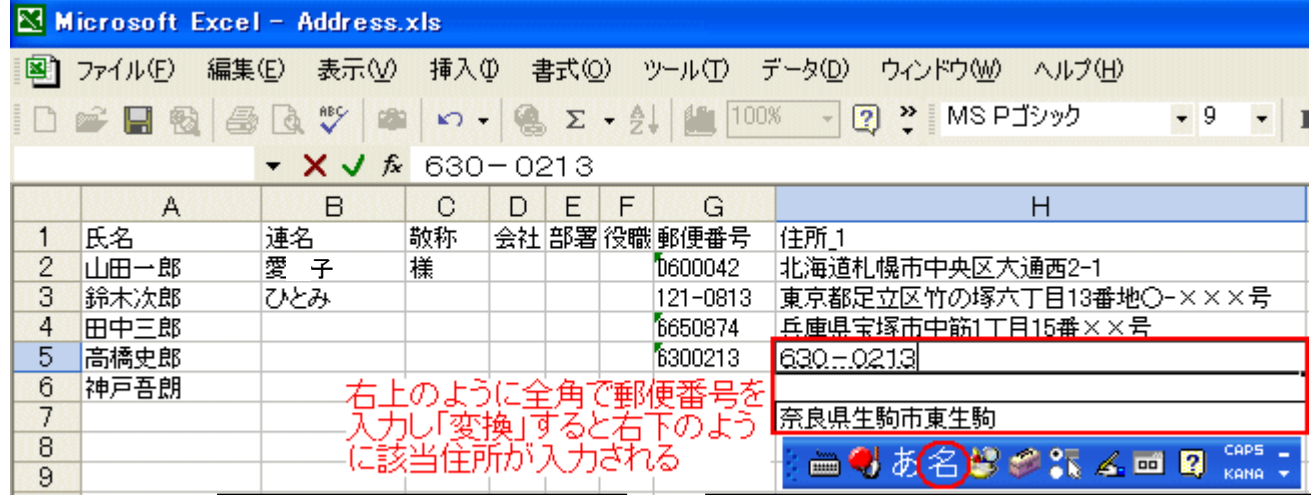 Microsoft Excel - Address.xls
ファイル(F) 編集(E) 表示(V) 挿入(I) 書式(O) ツール(T) データ(D) ウィンドウ(W) ヘルプ(H)
ABC Σ 100% MS Pゴシック 9
fx 630-0213
A B C D E F G H
1 氏名 連名 敬称 会社 部署 役職 郵便番号 住所_1
2 山田一郎 愛 子 様 0600042 北海道札幌市中央区大通西2-1
3 鈴木次郎 ひとみ 121-0813 東京都足立区竹の塚六丁目13番地〇-×××号
4 田中三郎 6650874 兵庫県宝塚市中筋1丁目15番××号
5 高橋史郎 6300213 630-0213
6 神戸吾朗
7 奈良県生駒市東生駒
8
9
右上のように全角で郵便番号を
入力し「変換」すると右下のよう
に該当住所が入力される
あ 名 CAPS
KANA